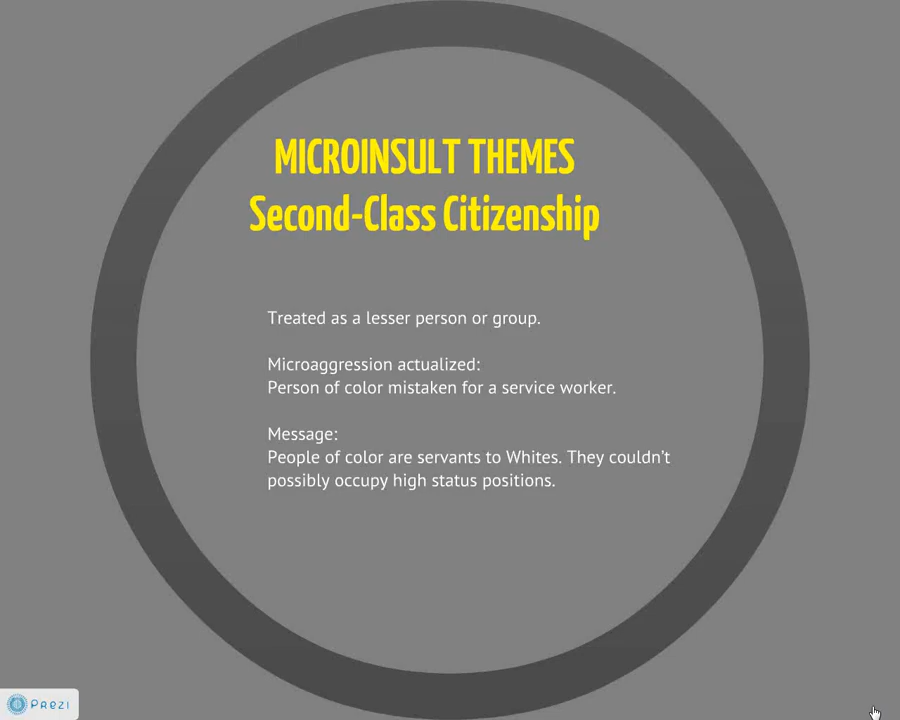 MICROINSULT THEMES
Second-Class Citizenship
Treated as a lesser person or group.
Microaggression actualized:
Person of color mistaken for a service worker.
Message:
People of color are servants to Whites. They couldn't
possibly occupy high status positions.
Prezi